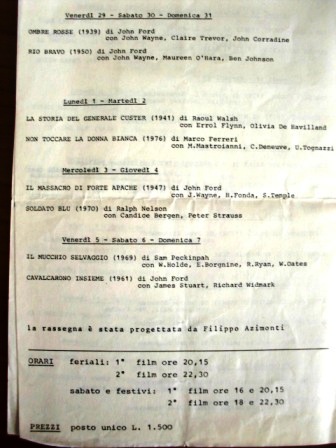 Venerdì 29 - Sabato 30 - Domenica 31
OMBRE ROSSE (1939) di John Ford
con John Wayne, Claire Trevor, John Corradine
RIO BRAVO (1950) di John Ford
con John Wayne, Maureen O'Hara, Ben Johnson
Lunedì 1 - Martedì 2
LA STORIA DEL GENERALE CUSTER (1941) di Raoul Walsh
con Errol Flynn, Olivia De Havilland
NON TOCCARE LA DONNA BIANCA (1976) di Marco Ferreri
con M.Mastroianni, C.Deneuve, U.Tognazzi
Mercoledì 3 - Giovedì 4
IL MASSACRO DI FORTE APACHE (1947) di John Ford
con J.Wayne, H.Fonda, S.Temple
SOLDATO BLU (1970) di Ralph Nelson
con Candice Bergen, Peter Strauss
Venerdì 5 - Sabato 6 - Domenica 7
IL MUCCHIO SELVAGGIO (1969) di Sam Peckinpah
con W.Holde, E.Borgnine, R.Ryan, W.Oates
CAVALCARONO INSIEME (1961) di John Ford
con James Stuart, Richard Widmark
la rassegna è stata progettata da Filippo Azimonti
ORARI feriali: 1° film ore 20,15
2° film ore 22,30
sabato e festivi: 1° film ore 16 e 20,15
2° film ore 18 e 22,30
PREZZI posto unico L. 1.500